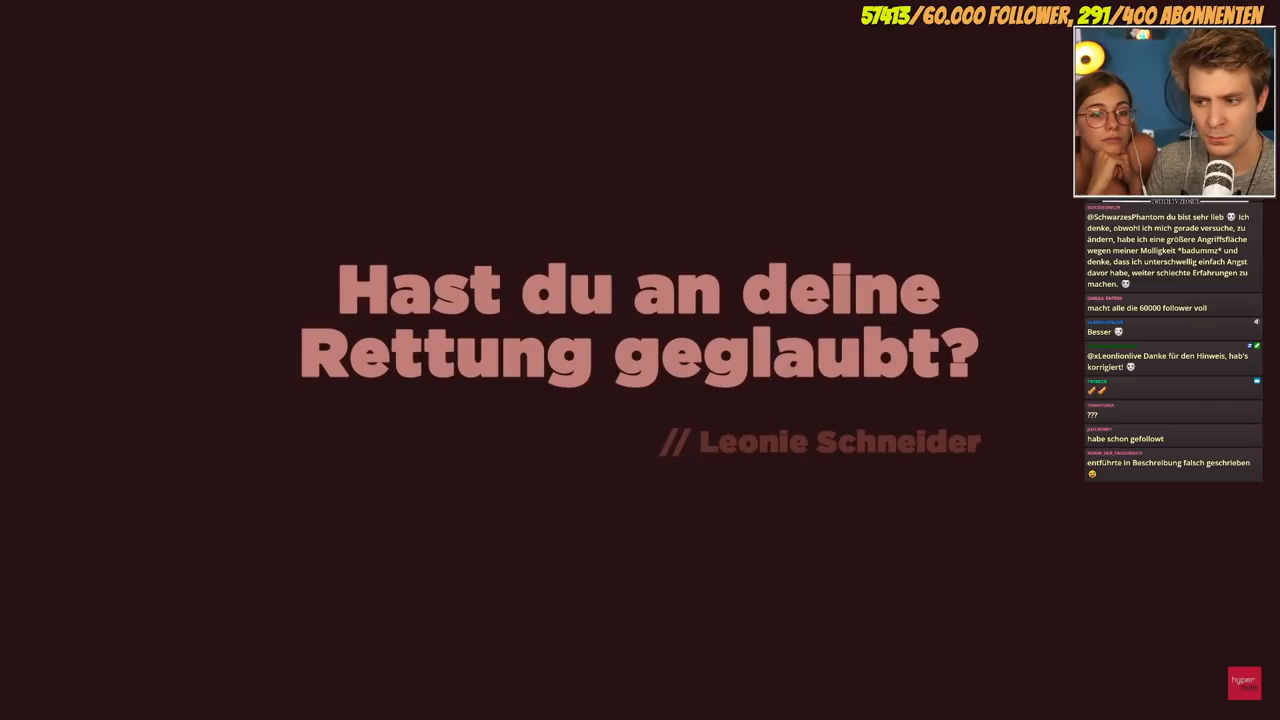 57413/60.000 FOLLOWER, 291/400 ABONNENTEN
@SchwarzesPhantom du bist sehr lieb Ich
denke, obwohl ich mich gerade versuche, zu
ändern, habe ich eine größere Angriffsfläche
wegen meiner Molligkeit *badummz* und
denke, dass ich unterschwellig einfach Angst
davor habe, weiter schlechte Erfahrungen zu
machen.
macht alle die 60000 follower voll
Besser
@xLeonlionlive Danke für den Hinweis, hab's
korrigiert!
???
habe schon gefollowt
entführte in Beschreibung falsch geschrieben
Hast du an deine
Rettung geglaubt?
// Leonie Schneider
hyper